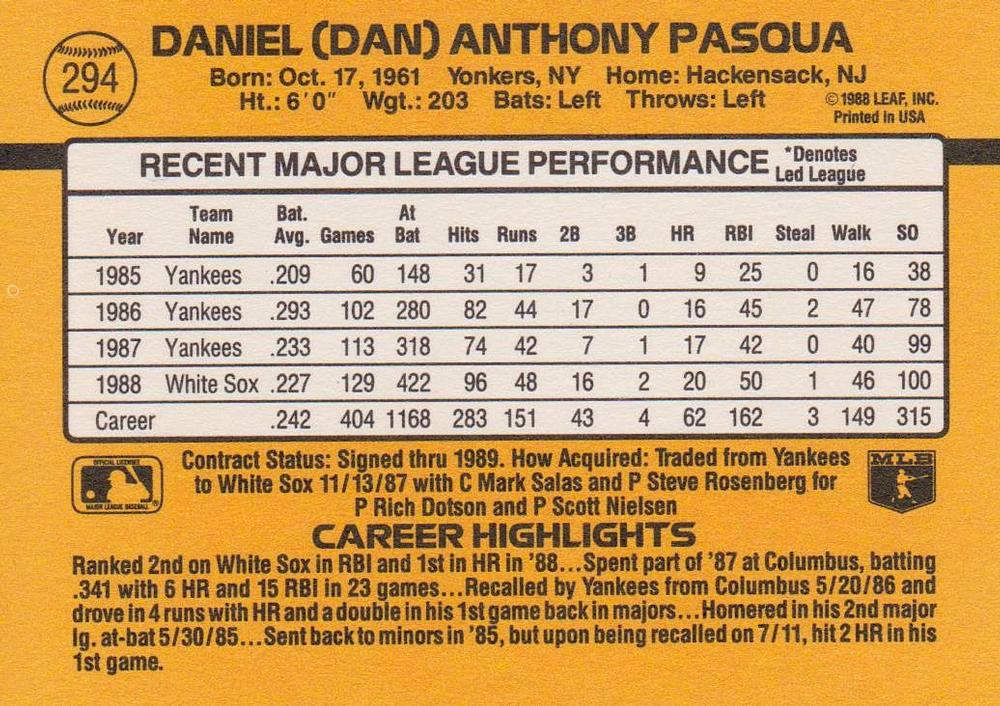 DANIEL (DAN) ANTHONY PASQUA
294
Born: Oct. 17, 1961 Yonkers, NY Home: Hackensack, NJ
Ht.: 6'0" Wgt.: 203 Bats: Left Throws: Left
©1988 LEAF, INC.
Printed in USA
RECENT MAJOR LEAGUE PERFORMANCE *Denotes Led League
Year Team Name Bat. Avg. Games At Bat Hits Runs 2B 3B HR RBI Steal Walk SO
1985 Yankees .209 60 148 31 17 3 1 9 25 0 16 38
1986 Yankees .293 102 280 82 44 17 0 16 45 2 47 78
1987 Yankees .233 113 318 74 42 7 1 17 42 0 40 99
1988 White Sox .227 129 422 96 48 16 2 20 50 1 46 100
Career .242 404 1168 283 151 43 4 62 162 3 149 315
OFFICIAL LICENSEE
MAJOR LEAGUE BASEBALL
Contract Status: Signed thru 1989. How Acquired: Traded from Yankees
to White Sox 11/13/87 with C Mark Salas and P Steve Rosenberg for
P Rich Dotson and P Scott Nielsen
MLB
CAREER HIGHLIGHTS
Ranked 2nd on White Sox in RBI and 1st in HR in '88...Spent part of '87 at Columbus, batting
.341 with 6 HR and 15 RBI in 23 games...Recalled by Yankees from Columbus 5/20/86 and
drove in 4 runs with HR and a double in his 1st game back in majors...Homered in his 2nd major
lg. at-bat 5/30/85...Sent back to minors in '85, but upon being recalled on 7/11, hit 2 HR in his
1st game.